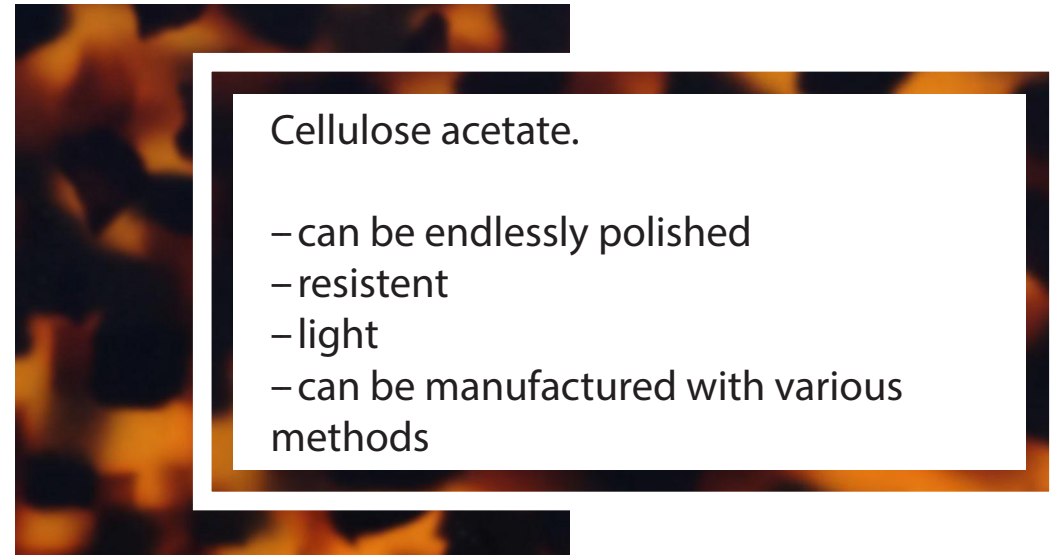 Cellulose acetate.
– can be endlessly polished
– resistent
– light
– can be manufactured with various
methods